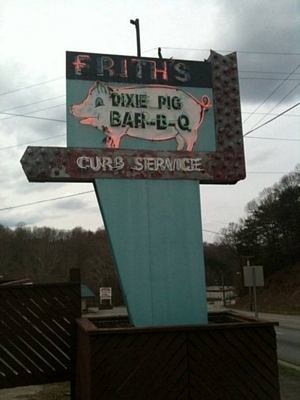 FRITH'S
DIXIE PIG
BAR-B-Q
CURB SERVICE